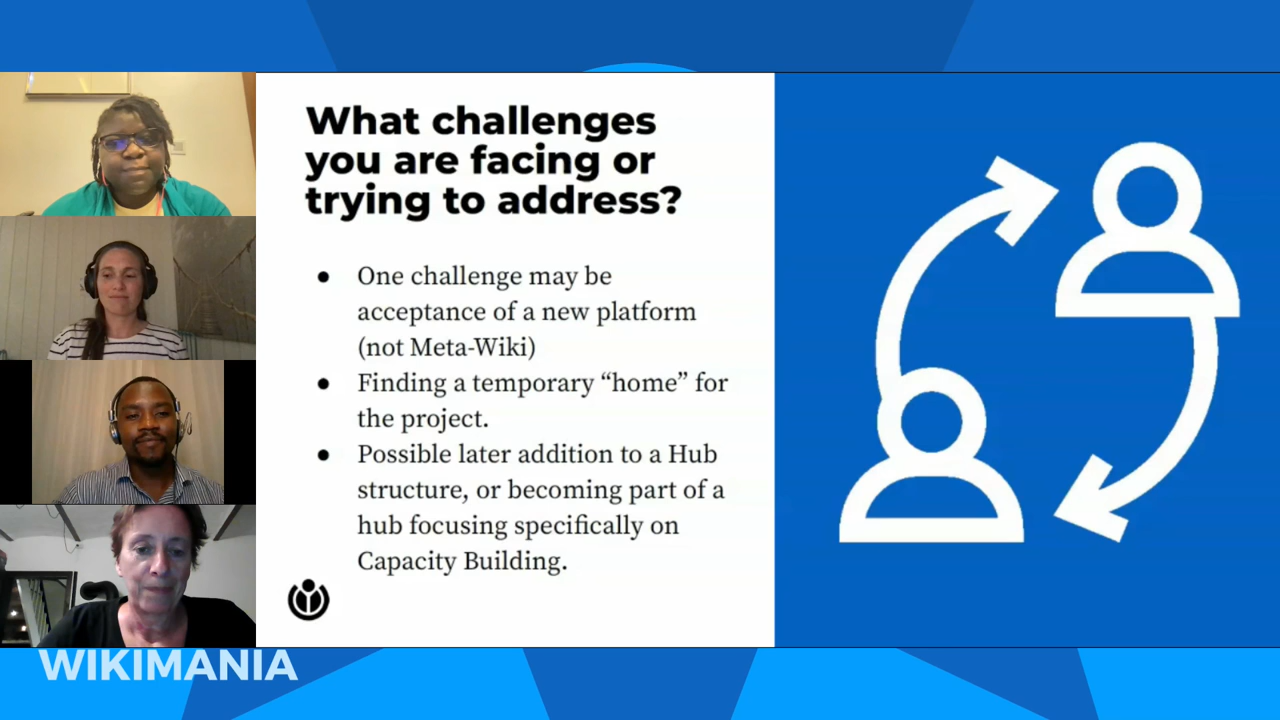 What challenges
you are facing or
trying to address?
● One challenge may be
acceptance of a new platform
(not Meta-Wiki)
● Finding a temporary “home” for
the project.
● Possible later addition to a Hub
structure, or becoming part of a
hub focusing specifically on
Capacity Building.
WIKIMANIA